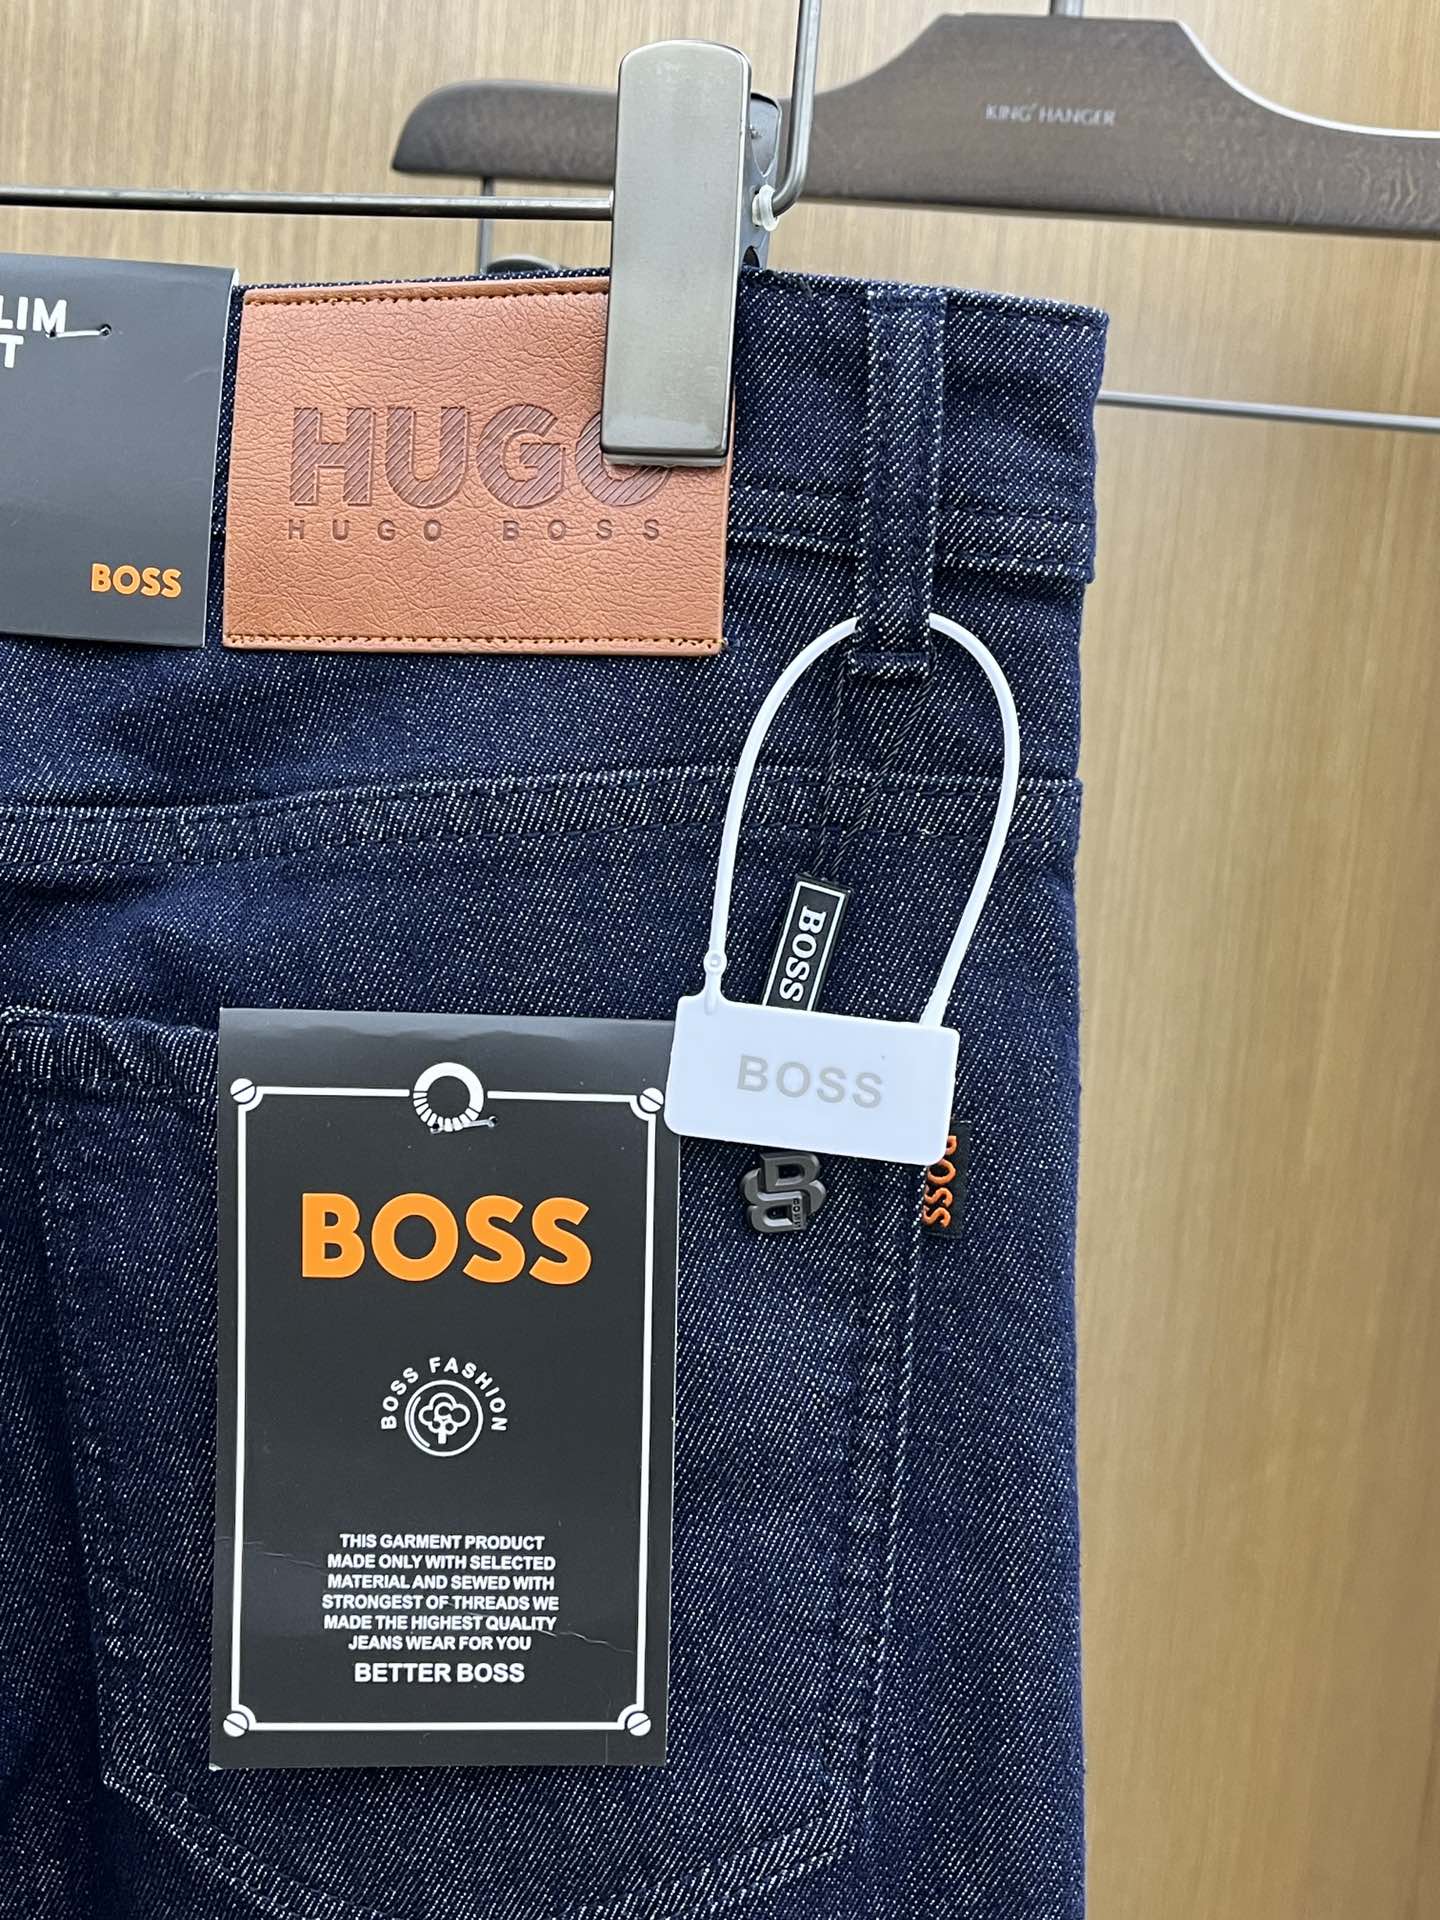 KING HANGER
LIM
T
BOSS
HUGO
HUGO BOSS
BOSS
BOSS
BOSS
BOSS
BOSS FASHION
THIS GARMENT PRODUCT
MADE ONLY WITH SELECTED
MATERIAL AND SEWED WITH
STRONGEST OF THREADS WE
MADE THE HIGHEST QUALITY
JEANS WEAR FOR YOU
BETTER BOSS